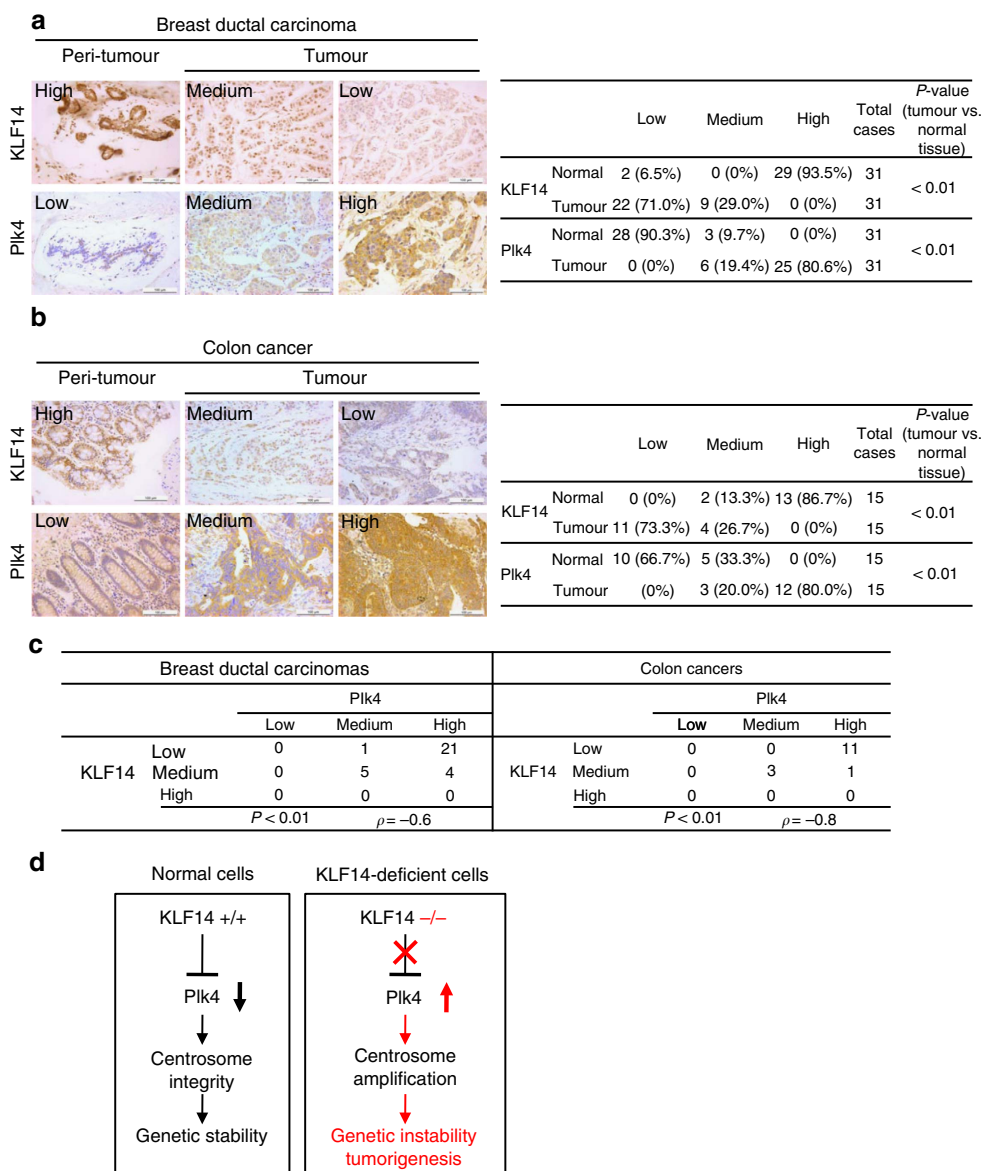 a
Breast ductal carcinoma
Peri-tumour Tumour
KLF14
High Medium Low
Plk4
Low Medium High
Low Medium High Total cases P-value (tumour vs. normal tissue)
KLF14 Normal 2 (6.5%) 0 (0%) 29 (93.5%) 31 < 0.01
Tumour 22 (71.0%) 9 (29.0%) 0 (0%) 31
Plk4 Normal 28 (90.3%) 3 (9.7%) 0 (0%) 31 < 0.01
Tumour 0 (0%) 6 (19.4%) 25 (80.6%) 31
b
Colon cancer
Peri-tumour Tumour
KLF14
High Medium Low
Plk4
Low Medium High
Low Medium High Total cases P-value (tumour vs. normal tissue)
KLF14 Normal 0 (0%) 2 (13.3%) 13 (86.7%) 15 < 0.01
Tumour 11 (73.3%) 4 (26.7%) 0 (0%) 15
Plk4 Normal 10 (66.7%) 5 (33.3%) 0 (0%) 15 < 0.01
Tumour (0%) 3 (20.0%) 12 (80.0%) 15
c
Breast ductal carcinomas
Plk4
Low Medium High
KLF14
Low 0 1 21
Medium 0 5 4
High 0 0 0
P < 0.01 ρ = –0.6
Colon cancers
Plk4
Low Medium High
KLF14
Low 0 0 11
Medium 0 3 1
High 0 0 0
P < 0.01 ρ = –0.8
d
Normal cells
KLF14 +/+
Plk4
Centrosome
integrity
Genetic stability
KLF14-deficient cells
KLF14 –/–
Plk4
Centrosome
amplification
Genetic instability
tumorigenesis